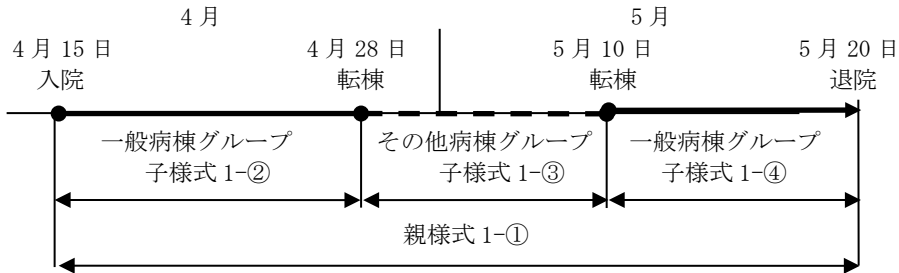 4月 5月
4月15日 4月28日 5月10日 5月20日
入院 転棟 転棟 退院
一般病棟グループ その他病棟グループ 一般病棟グループ
子様式1-② 子様式1-③ 子様式1-④
親様式1-①